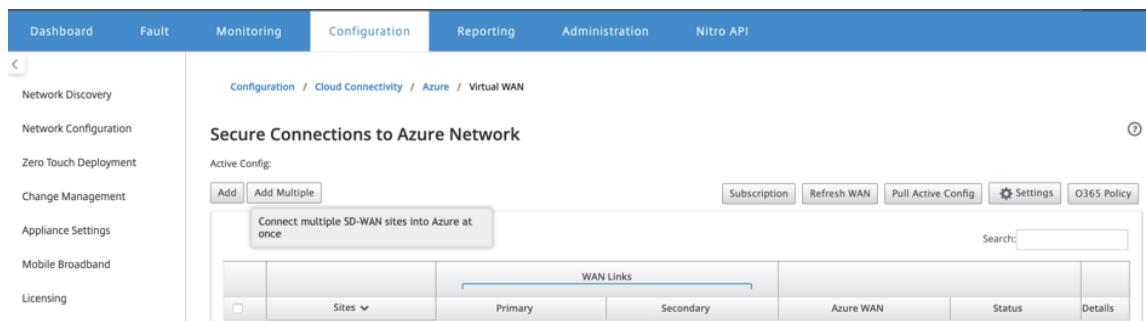 Dashboard Fault Monitoring Configuration Reporting Administration Nitro API
Network Discovery
Network Configuration
Zero Touch Deployment
Change Management
Appliance Settings
Mobile Broadband
Licensing
Configuration / Cloud Connectivity / Azure / Virtual WAN
Secure Connections to Azure Network
Active Config:
Add Add Multiple Subscription Refresh WAN Pull Active Config Settings O365 Policy
Connect multiple SD-WAN sites into Azure at
once
Search:
WAN Links
Sites Primary Secondary Azure WAN Status Details